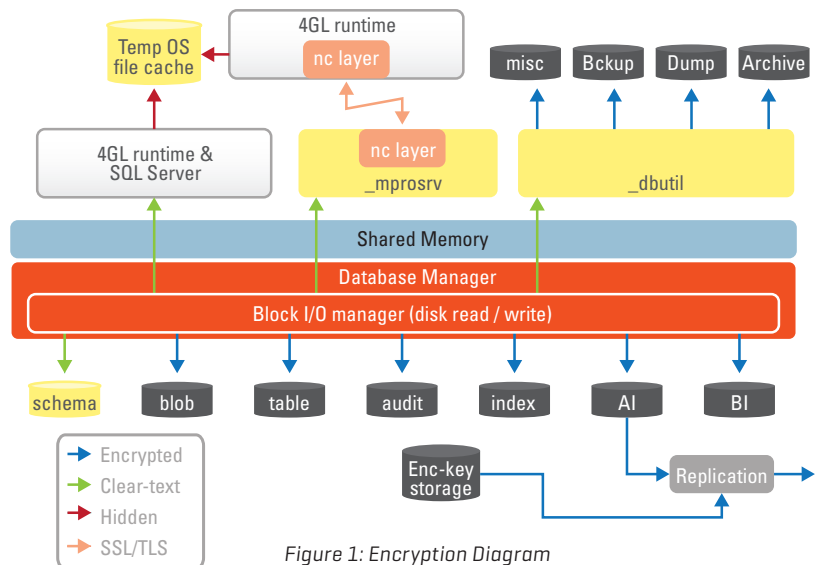 4GL runtime
nc layer
Temp OS
file cache
misc
Bckup
Dump
Archive
4GL runtime &
SQL Server
nc layer
_mprosrv
_dbutil
Shared Memory
Database Manager
Block I/O manager (disk read / write)
schema
blob
table
audit
index
AI
BI
Encrypted
Clear-text
Hidden
SSL/TLS
Enc-key
storage
Replication
Figure 1: Encryption Diagram